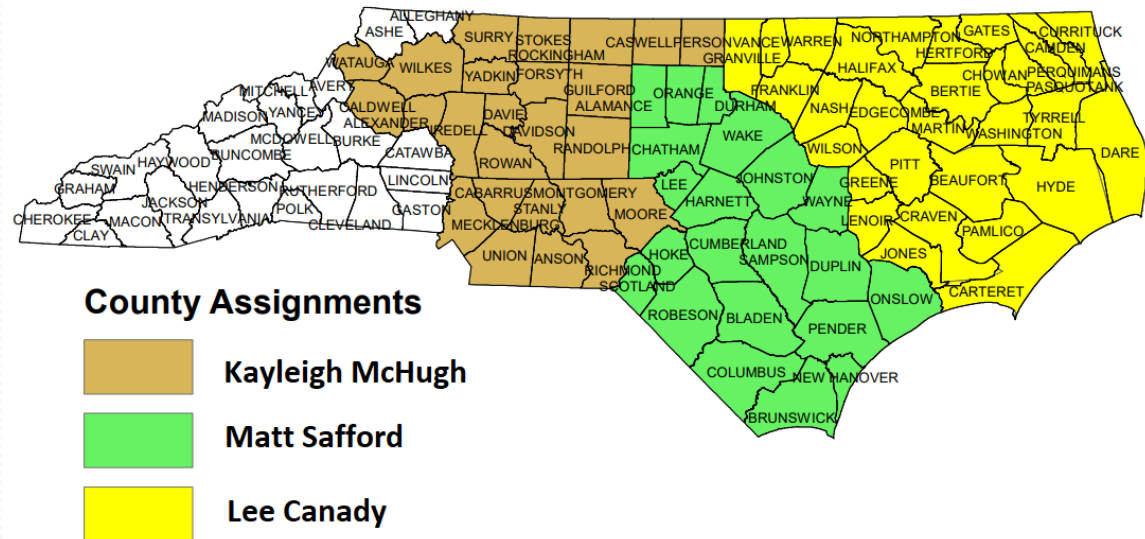 ALLEGHANY
ASHE
SURRY
STOKES
ROCKINGHAM
CASWELL
PERSON
VANCE
WARREN
GRANVILLE
NORTHAMPTON
GATES
CURRITUCK
HERTFORD
CAMDEN
WATAUGA
WILKES
YADKIN
FORSYTH
HALIFAX
CHOWAN
PERQUIMANS
PASQUOTANK
MITCHELL
AVERY
GUILFORD
ORANGE
FRANKLIN
BERTIE
ALAMANCE
DURHAM
NASH
EDGECOMBE
MADISON
YANCEY
CALDWELL
ALEXANDER
IREDELL
DAVIE
DAVIDSON
MARTIN
WASHINGTON
TYRRELL
MCDOWELL
BURKE
WAKE
BUNCOMBE
CATAWBA
ROWAN
RANDOLPH
CHATHAM
WILSON
DARE
HAYWOOD
SWAIN
PITT
JOHNSTON
LINCOLN
LEE
GREENE
BEAUFORT
HYDE
GRAHAM
HENDERSON
RUTHERFORD
CABARRUS
MONTGOMERY
HARNETT
WAYNE
JACKSON
POLK
GASTON
STANLY
MOORE
LENOIR
CRAVEN
CHEROKEE
MACON
TRANSYLVANIA
CLEVELAND
MECKLENBURG
PAMLICO
CLAY
UNION
ANSON
HOKE
CUMBERLAND
SAMPSON
JONES
RICHMOND
DUPLIN
SCOTLAND
CARTERET
ONSLOW
ROBESON
BLADEN
PENDER
COLUMBUS
NEW HANOVER
BRUNSWICK
County Assignments
Kayleigh McHugh
Matt Safford
Lee Canady